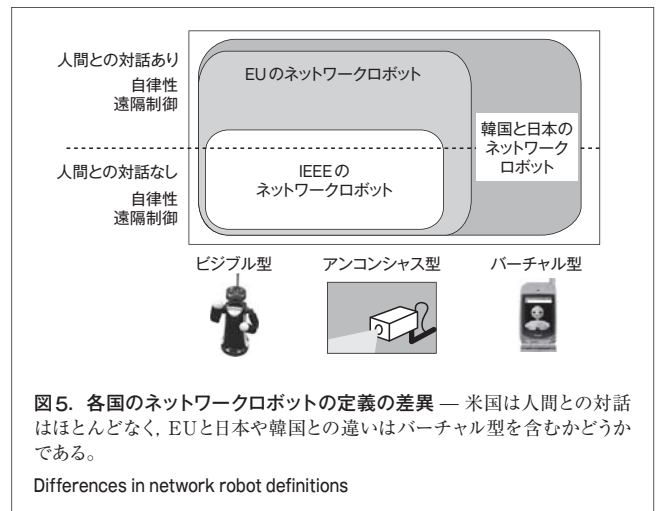 人間との対話あり
自律性
遠隔制御
EUのネットワークロボット
韓国と日本の
ネットワーク
ロボット
人間との対話なし
自律性
遠隔制御
IEEEの
ネットワークロボット
ビジブル型
アンコンシャス型
バーチャル型
図5. 各国のネットワークロボットの定義の差異 — 米国は人間との対話
はほとんどなく，EUと日本や韓国との違いはバーチャル型を含むかどうか
である。
Differences in network robot definitions